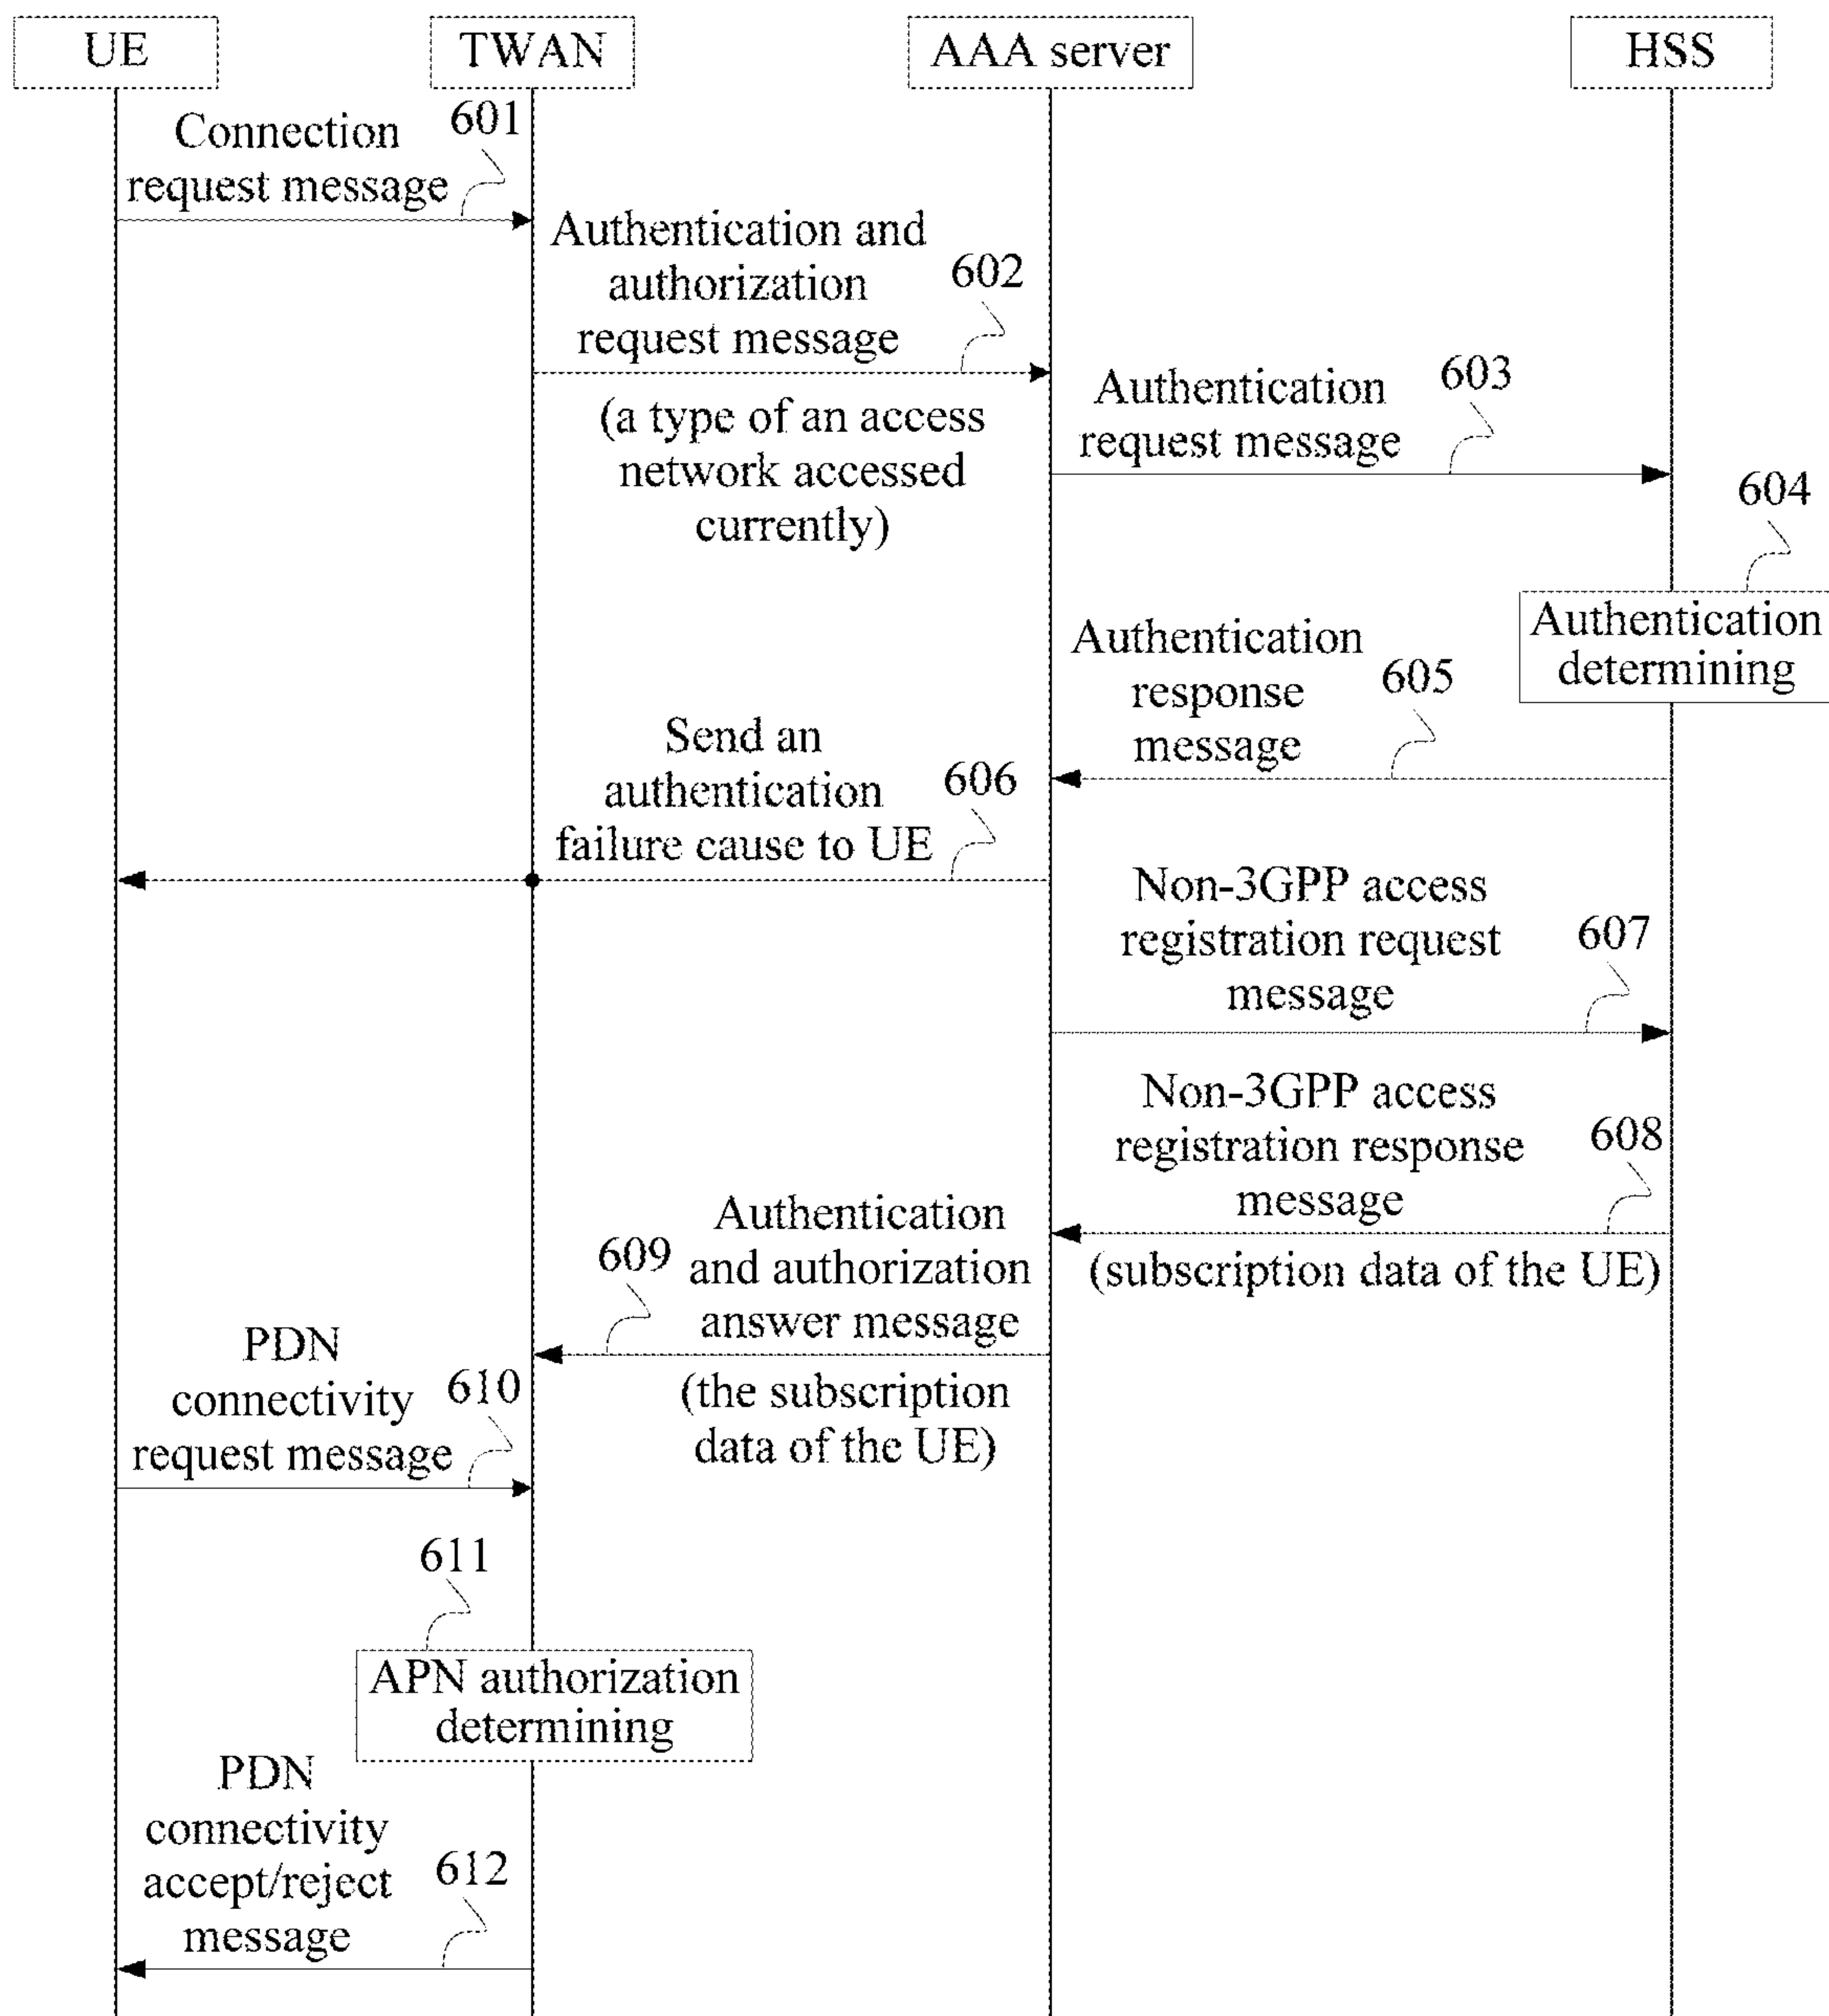 UE
TWAN
AAA server
HSS
Connection
request message
601
Authentication and
authorization
request message
602
(a type of an access
network accessed
currently)
Authentication
request message
603
604
Authentication
determining
Authentication
response
message
605
Send an
authentication
failure cause to UE
606
Non-3GPP access
registration request
message
607
Non-3GPP access
registration response
message
608
(subscription data of the UE)
Authentication
and authorization
answer message
609
(the subscription
data of the UE)
PDN
connectivity
request message
610
611
APN authorization
determining
PDN
connectivity
accept/reject
message
612